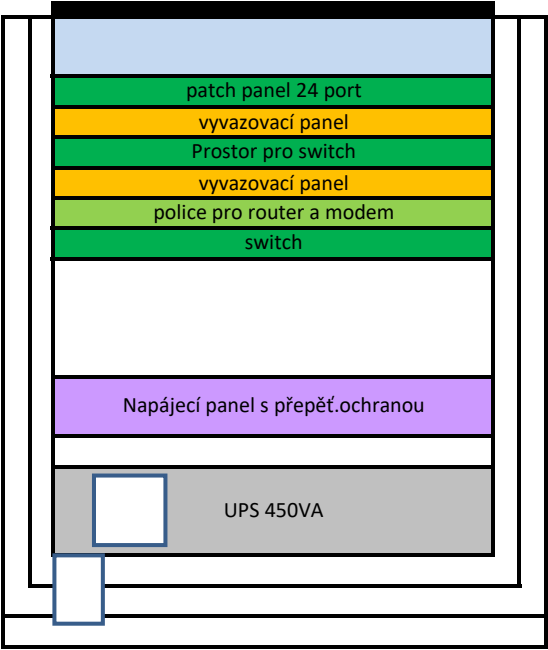 patch panel 24 port
vyvazovací panel
Prostor pro switch
vyvazovací panel
police pro router a modem
switch
Napájecí panel s přepěť.ochranou
UPS 450VA